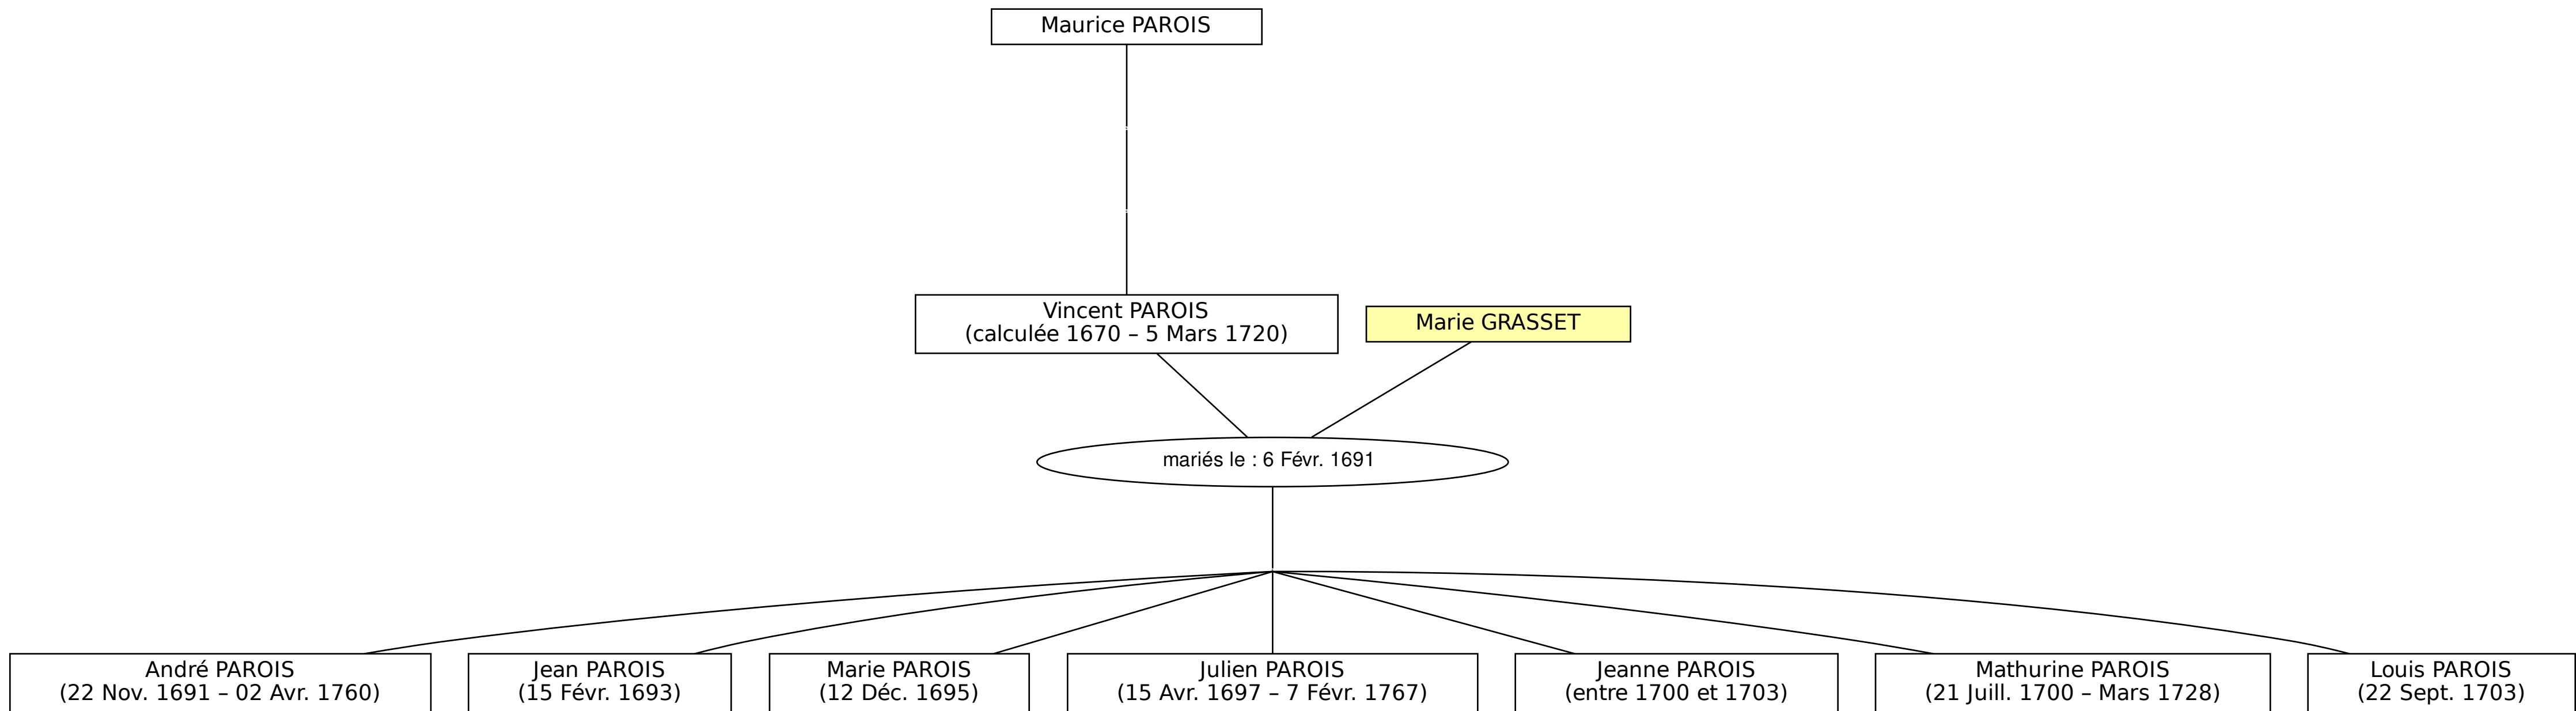 Maurice PAROIS
Vincent PAROIS
(calculée 1670 – 5 Mars 1720)
Marie GRASSET
mariés le : 6 Févr. 1691
André PAROIS
(22 Nov. 1691 – 02 Avr. 1760)
Jean PAROIS
(15 Févr. 1693)
Marie PAROIS
(12 Déc. 1695)
Julien PAROIS
(15 Avr. 1697 – 7 Févr. 1767)
Jeanne PAROIS
(entre 1700 et 1703)
Mathurine PAROIS
(21 Juill. 1700 – Mars 1728)
Louis PAROIS
(22 Sept. 1703)